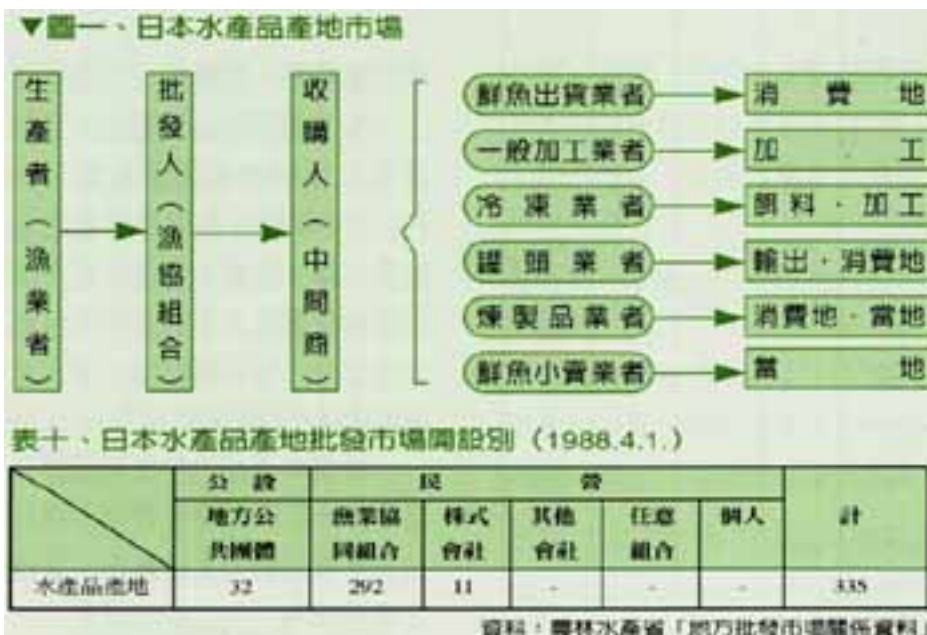 ▼圖一、日本水產品產地市場
生產者（漁業者）
批發人（漁協組合）
收購人（中間商）
鮮魚出貨業者 消費地
一般加工業者 加工
冷凍業者 飼料·加工
罐頭業者 輸出·消費地
煉製品業者 消費地·當地
鮮魚小賣業者 當地
表十、日本水產品產地批發市場開設別（1988.4.1.）
公設 民營 計
地方公共團體 漁業協同組合 株式會社 其他會社 任意組合 個人
水產品產地 32 292 11 - - - 335
資料：農林水產省「地方批發市場關係資料」